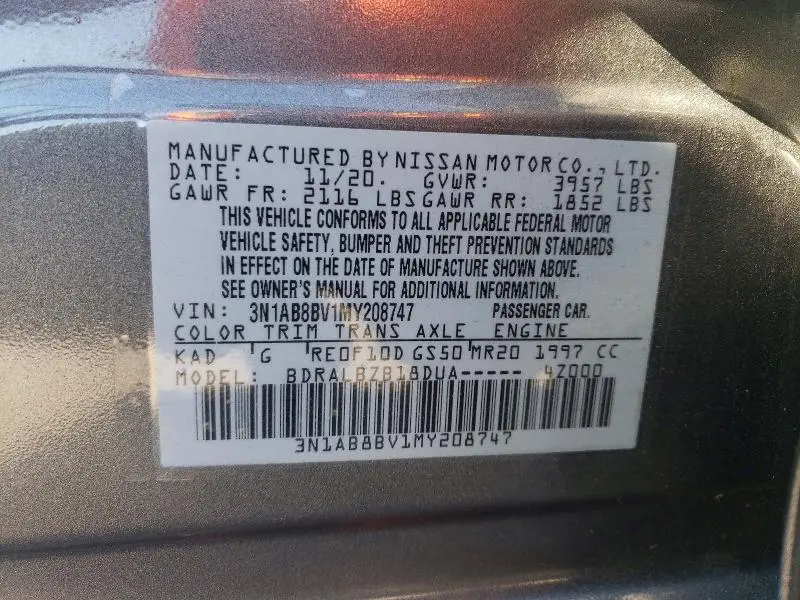 MANUFACTURED BY NISSAN MOTOR CO., LTD.
DATE: 11/20. GVWR: 3957 LBS
GAWR FR: 2116 LBS GAWR RR: 1852 LBS
THIS VEHICLE CONFORMS TO ALL APPLICABLE FEDERAL MOTOR
VEHICLE SAFETY, BUMPER AND THEFT PREVENTION STANDARDS
IN EFFECT ON THE DATE OF MANUFACTURE SHOWN ABOVE.
SEE OWNER'S MANUAL FOR ADDITIONAL INFORMATION.
VIN: 3N1AB8BV1MY208747 PASSENGER CAR.
COLOR TRIM TRANS AXLE ENGINE
KAD G RE0F10D GS50 MR20 1997 CC
MODEL: BDRALBZB18DUA----- 4Z000
3N1AB8BV1MY208747